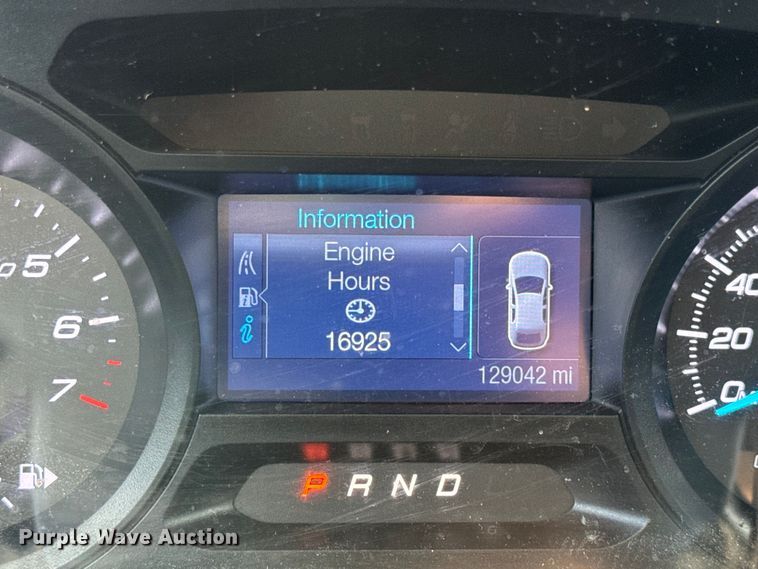 Information
Engine
Hours
16925
129042 mi
5
6
7
40
20
0
P R N D
Purple Wave Auction